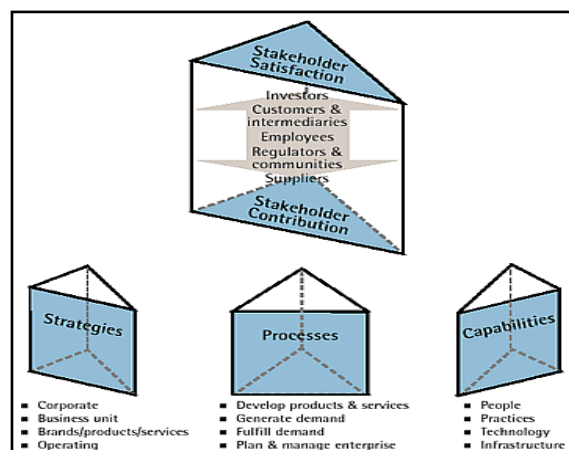 Stakeholder
Satisfaction
Investors
Customers &
intermediaries
Employees
Regulators &
communities
Suppliers
Stakeholder
Contribution
Strategies
Processes
Capabilities
▪ Corporate
▪ Business unit
▪ Brands/products/services
▪ Operating
▪ Develop products & services
▪ Generate demand
▪ Fulfill demand
▪ Plan & manage enterprise
▪ People
▪ Practices
▪ Technology
▪ Infrastructure